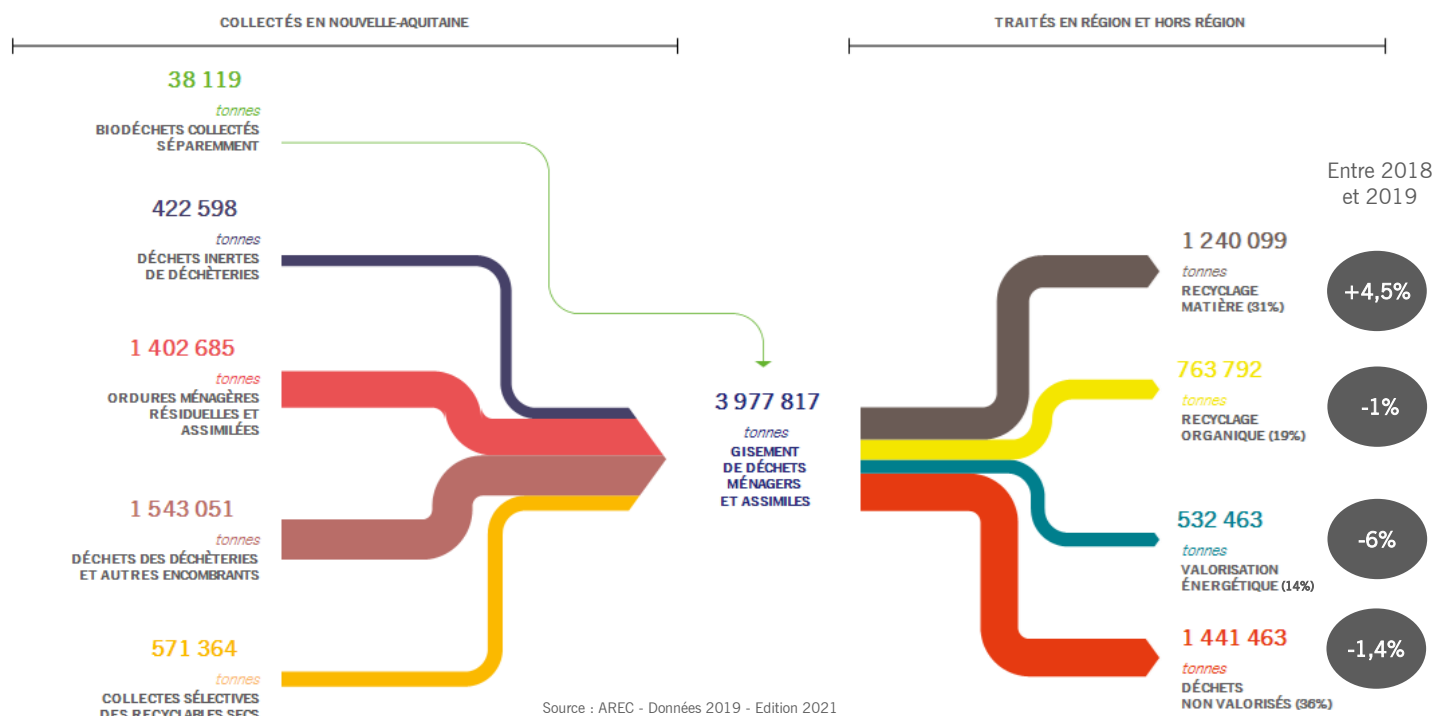 COLLECTÉS EN NOUVELLE-AQUITAINE
38 119
tonnes
BIODÉCHETS COLLECTÉS
SÉPAREMMENT
422 598
tonnes
DÉCHETS INERTES
DE DÉCHÈTERIES
1 402 685
tonnes
ORDURES MÉNAGÈRES
RÉSIDUELLES ET
ASSIMILÉES
1 543 051
tonnes
DÉCHETS DES DÉCHÈTERIES
ET AUTRES ENCOMBRANTS
571 364
tonnes
COLLECTES SÉLECTIVES
DES RECYCLABLES SECS
3 977 817
tonnes
GISEMENT
DE DÉCHETS
MÉNAGERS
ET ASSIMILES
TRAITÉS EN RÉGION ET HORS RÉGION
Entre 2018
et 2019
1 240 099
tonnes
RECYCLAGE
MATIÈRE (31%)
+4,5%
763 792
tonnes
RECYCLAGE
ORGANIQUE (19%)
-1%
532 463
tonnes
VALORISATION
ÉNERGÉTIQUE (14%)
-6%
1 441 463
tonnes
DÉCHETS
NON VALORISÉS (36%)
-1,4%
Source : AREC - Données 2019 - Edition 2021